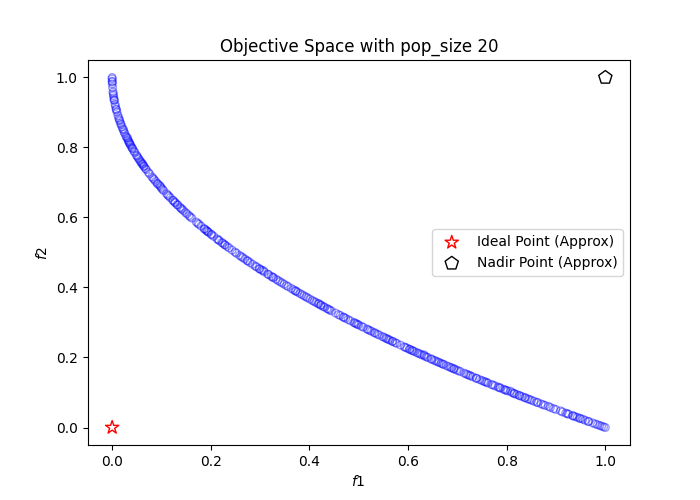 Objective Space with pop_size 20
1.0
0.8
0.6
0.4
0.2
0.0
f2
Ideal Point (Approx)
Nadir Point (Approx)
0.0 0.2 0.4 0.6 0.8 1.0
f1